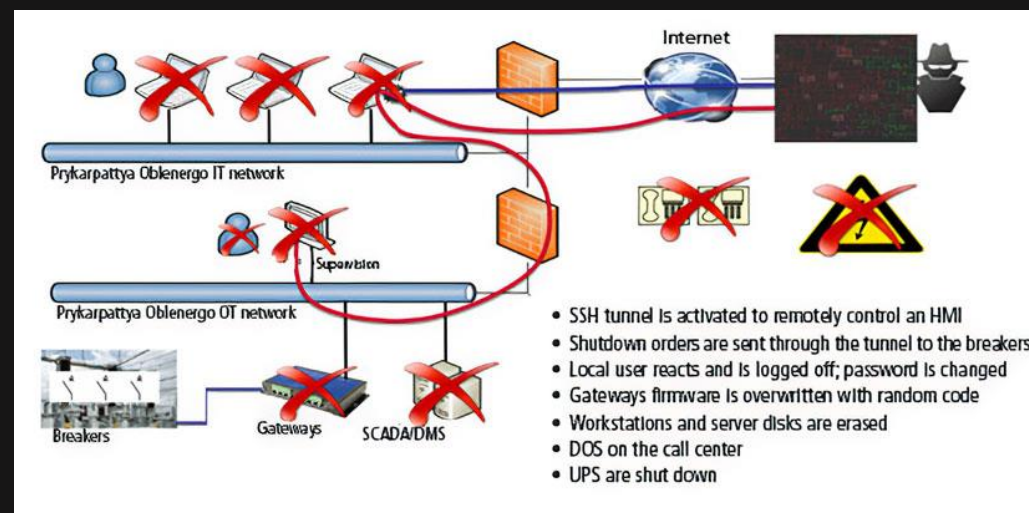 Internet
Prykarpattya Oblenergo IT network
Supervision
Prykarpattya Oblenergo OT network
Breakers
Gateways
SCADA/DMS
• SSH tunnel is activated to remotely control an HMI
• Shutdown orders are sent through the tunnel to the breakers
• Local user reacts and is logged off; password is changed
• Gateways firmware is overwritten with random code
• Workstations and server disks are erased
• DOS on the call center
• UPS are shut down